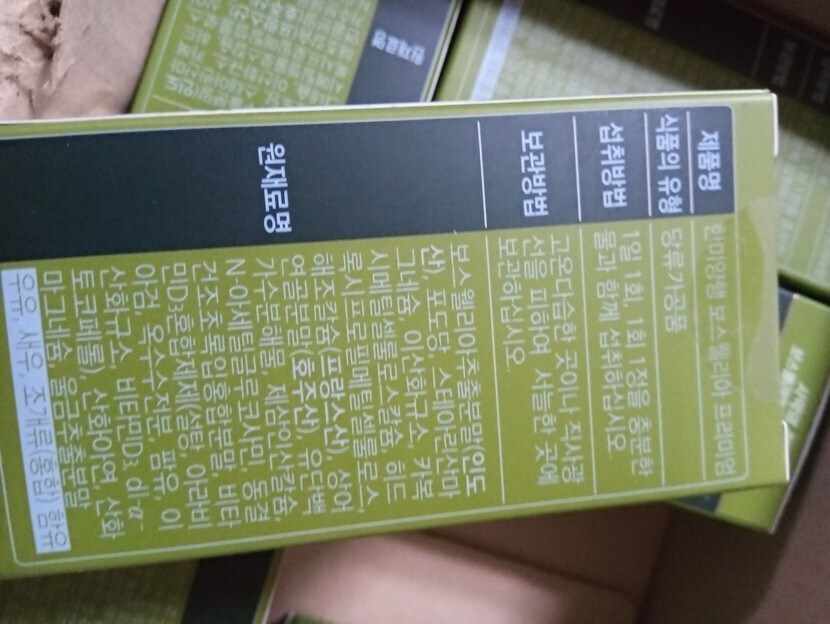 제품명
한미양행 보스웰리아 프리미엄
식품의 유형
당류가공품
섭취방법
1일 1회, 1회 1정을 충분한
물과 함께 섭취하십시오.
보관방법
고온다습한 곳이나 직사광
선을 피하여 서늘한 곳에
보관하십시오.
원재료명
보스웰리아추출분말(인도
산), 포도당, 스테아린산마
그네슘, 이산화규소, 카복
시메틸셀룰로스칼슘, 히드
록시프로필메틸셀룰로스,
해조칼슘(프랑스산), 상어
연골분말(호주산), 유단백
가수분해물, 제삼인산칼슘,
N-아세틸글루코사민, 동결
건조초록입홍합분말, 비타
민D3혼합제제(설탕, 아라비
아검, 옥수수전분, 팜유, 이
산화규소, 비타민D3, dl-α-
토코페롤), 산화아연, 산화
마그네슘, 울금추출분말
우유, 새우, 조개류(홍합) 함유
원재료명